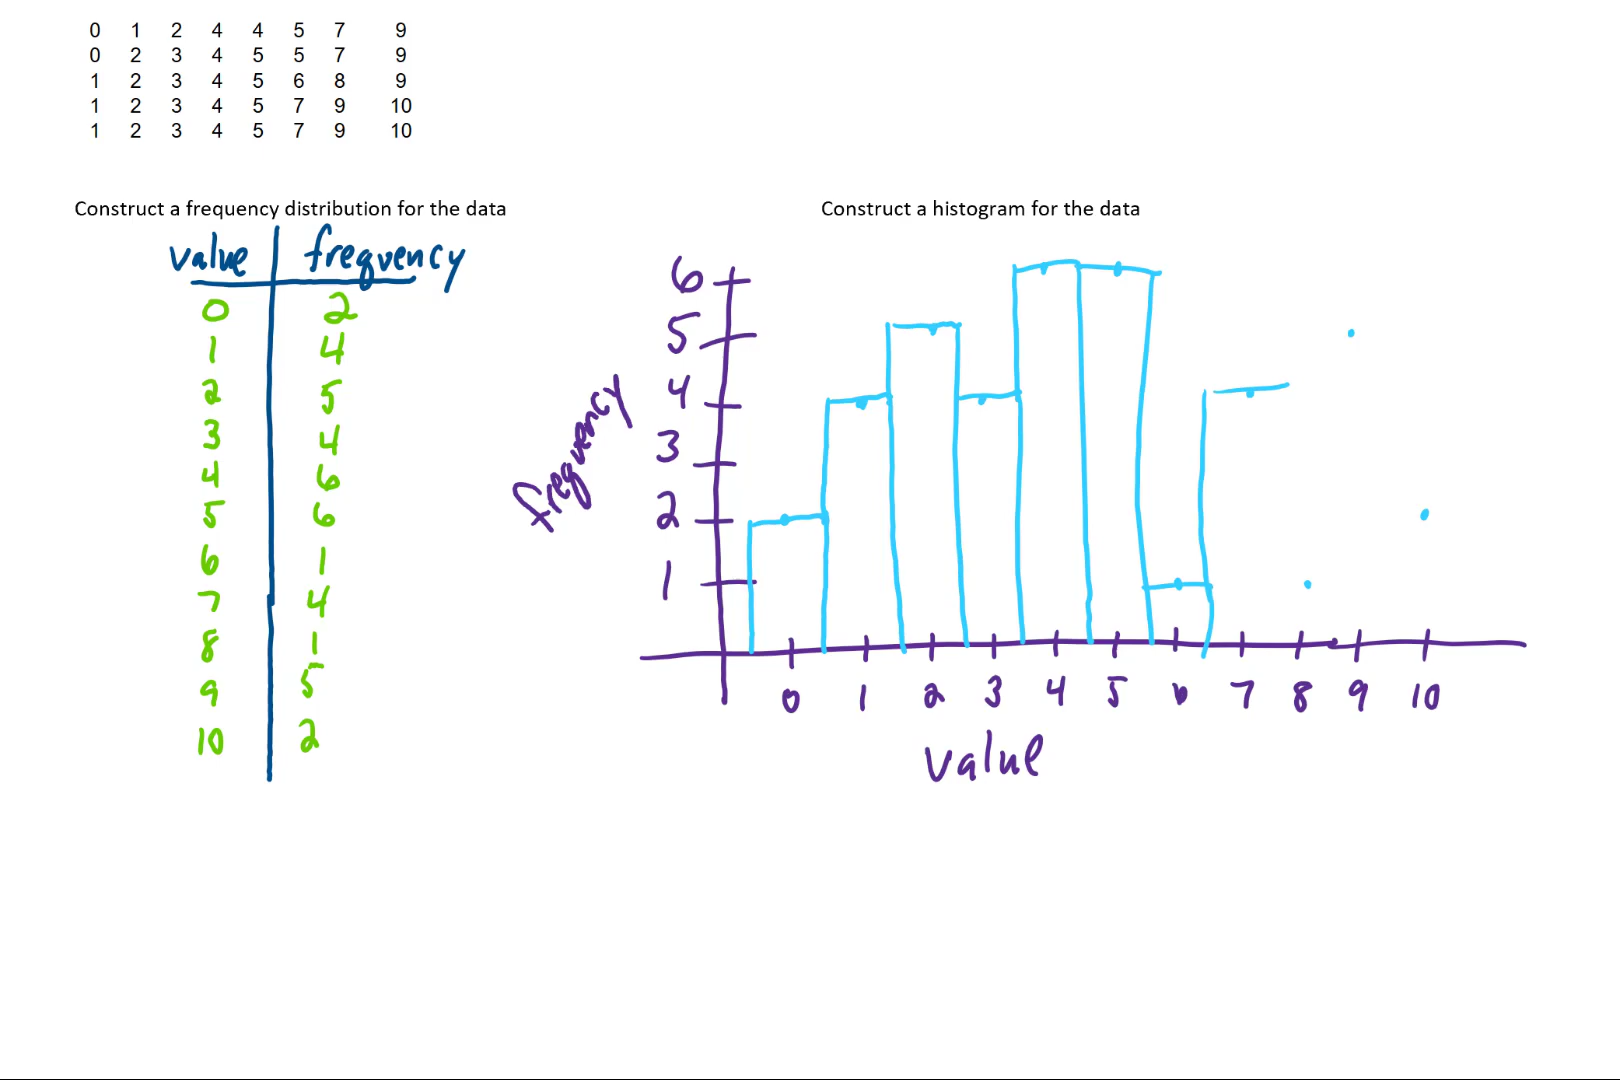 0 1 2 4 4 5 7 9
0 2 3 4 5 5 7 9
1 2 3 4 5 6 8 9
1 2 3 4 5 7 9 10
1 2 3 4 5 7 9 10
Construct a frequency distribution for the data
value frequency
0 2
1 4
2 5
3 4
4 6
5 6
6 1
7 4
8 1
9 5
10 2
Construct a histogram for the data
6
5
4
3
2
1
frequency
0 1 2 3 4 5 6 7 8 9 10
value